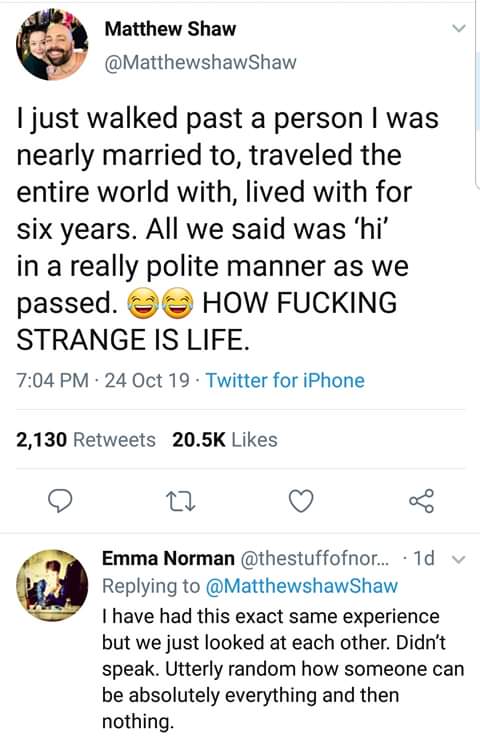 Matthew Shaw
@MatthewshawShaw
I just walked past a person I was
nearly married to, traveled the
entire world with, lived with for
six years. All we said was ‘hi’
in a really polite manner as we
passed. 😂😂 HOW FUCKING
STRANGE IS LIFE.
7:04 PM · 24 Oct 19 · Twitter for iPhone
2,130 Retweets 20.5K Likes
Emma Norman @thestuffofnor... · 1d
Replying to @MatthewshawShaw
I have had this exact same experience
but we just looked at each other. Didn’t
speak. Utterly random how someone can
be absolutely everything and then
nothing.